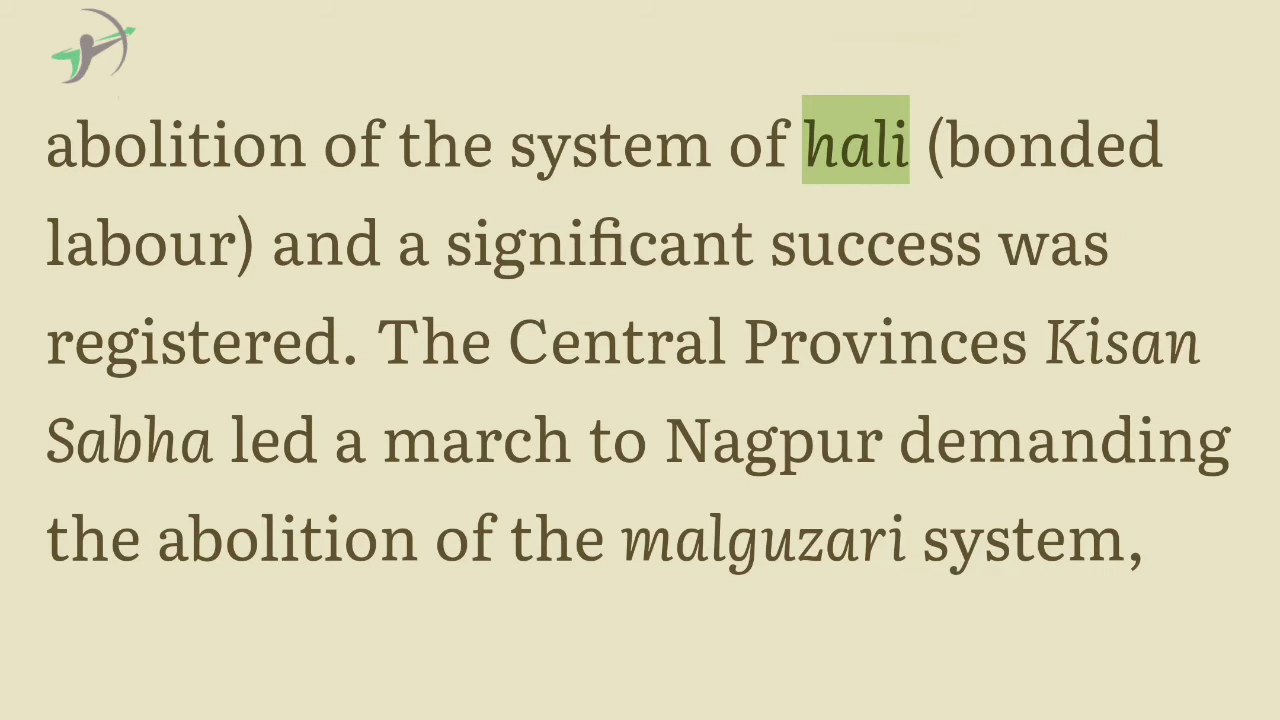 abolition of the system of hali (bonded
labour) and a significant success was
registered. The Central Provinces Kisan
Sabha led a march to Nagpur demanding
the abolition of the malguzari system,